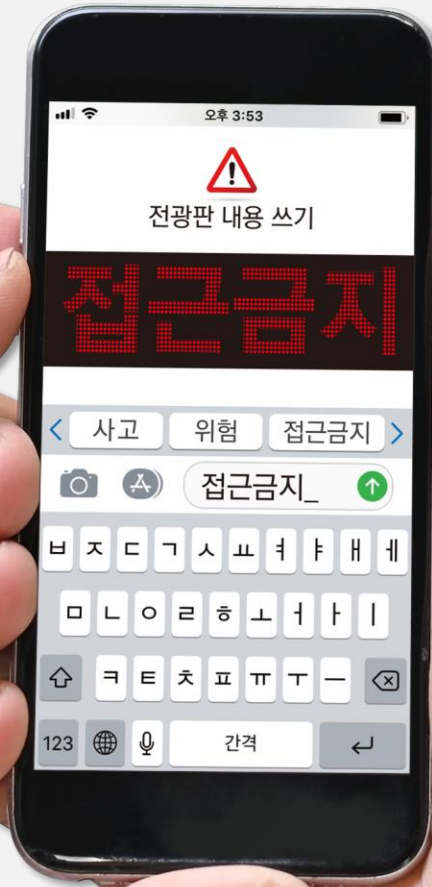 오후 3:53
전광판 내용 쓰기
접근금지
사고 위험 접근금지
접근금지_
ㅂ ㅈ ㄷ ㄱ ㅅ ㅛ ㅕ ㅑ ㅐ ㅔ
ㅁ ㄴ ㅇ ㄹ ㅎ ㅗ ㅓ ㅏ ㅣ
ㅋ ㅌ ㅊ ㅍ ㅠ ㅜ ㅡ
123 간격